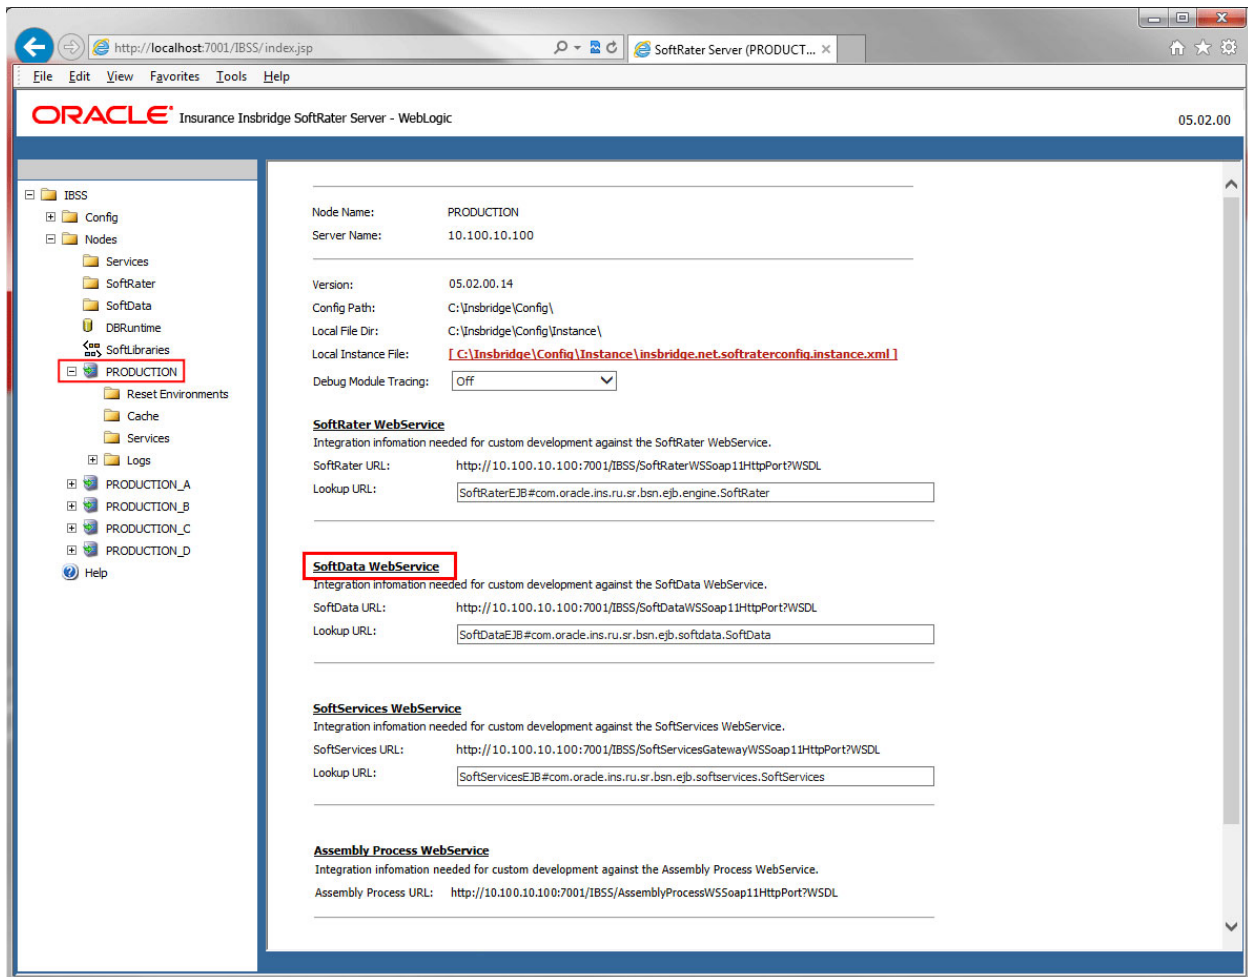 http://localhost:7001/IBSS/index.jsp
SoftRater Server (PRODUCT...
File Edit View Favorites Tools Help
ORACLE Insurance Insbridge SoftRater Server - WebLogic
05.02.00
IBSS
Config
Nodes
Services
SoftRater
SoftData
DBRuntime
SoftLibraries
PRODUCTION
Reset Environments
Cache
Services
Logs
PRODUCTION_A
PRODUCTION_B
PRODUCTION_C
PRODUCTION_D
Help
Node Name: PRODUCTION
Server Name: 10.100.10.100
Version: 05.02.00.14
Config Path: C:\Insbridge\Config\
Local File Dir: C:\Insbridge\Config\Instance\
Local Instance File: [ C:\Insbridge\Config\Instance\insbridge.net.softraterconfig.instance.xml ]
Debug Module Tracing: Off
SoftRater WebService
Integration infomation needed for custom development against the SoftRater WebService.
SoftRater URL: http://10.100.10.100:7001/IBSS/SoftRaterWSSoap11HttpPort?WSDL
Lookup URL: SoftRaterEJB#com.oracle.ins.ru.sr.bsn.ejb.engine.SoftRater
SoftData WebService
Integration infomation needed for custom development against the SoftData WebService.
SoftData URL: http://10.100.10.100:7001/IBSS/SoftDataWSSoap11HttpPort?WSDL
Lookup URL: SoftDataEJB#com.oracle.ins.ru.sr.bsn.ejb.softdata.SoftData
SoftServices WebService
Integration infomation needed for custom development against the SoftServices WebService.
SoftServices URL: http://10.100.10.100:7001/IBSS/SoftServicesGatewayWSSoap11HttpPort?WSDL
Lookup URL: SoftServicesEJB#com.oracle.ins.ru.sr.bsn.ejb.softservices.SoftServices
Assembly Process WebService
Integration infomation needed for custom development against the Assembly Process WebService.
Assembly Process URL: http://10.100.10.100:7001/IBSS/AssemblyProcessWSSoap11HttpPort?WSDL